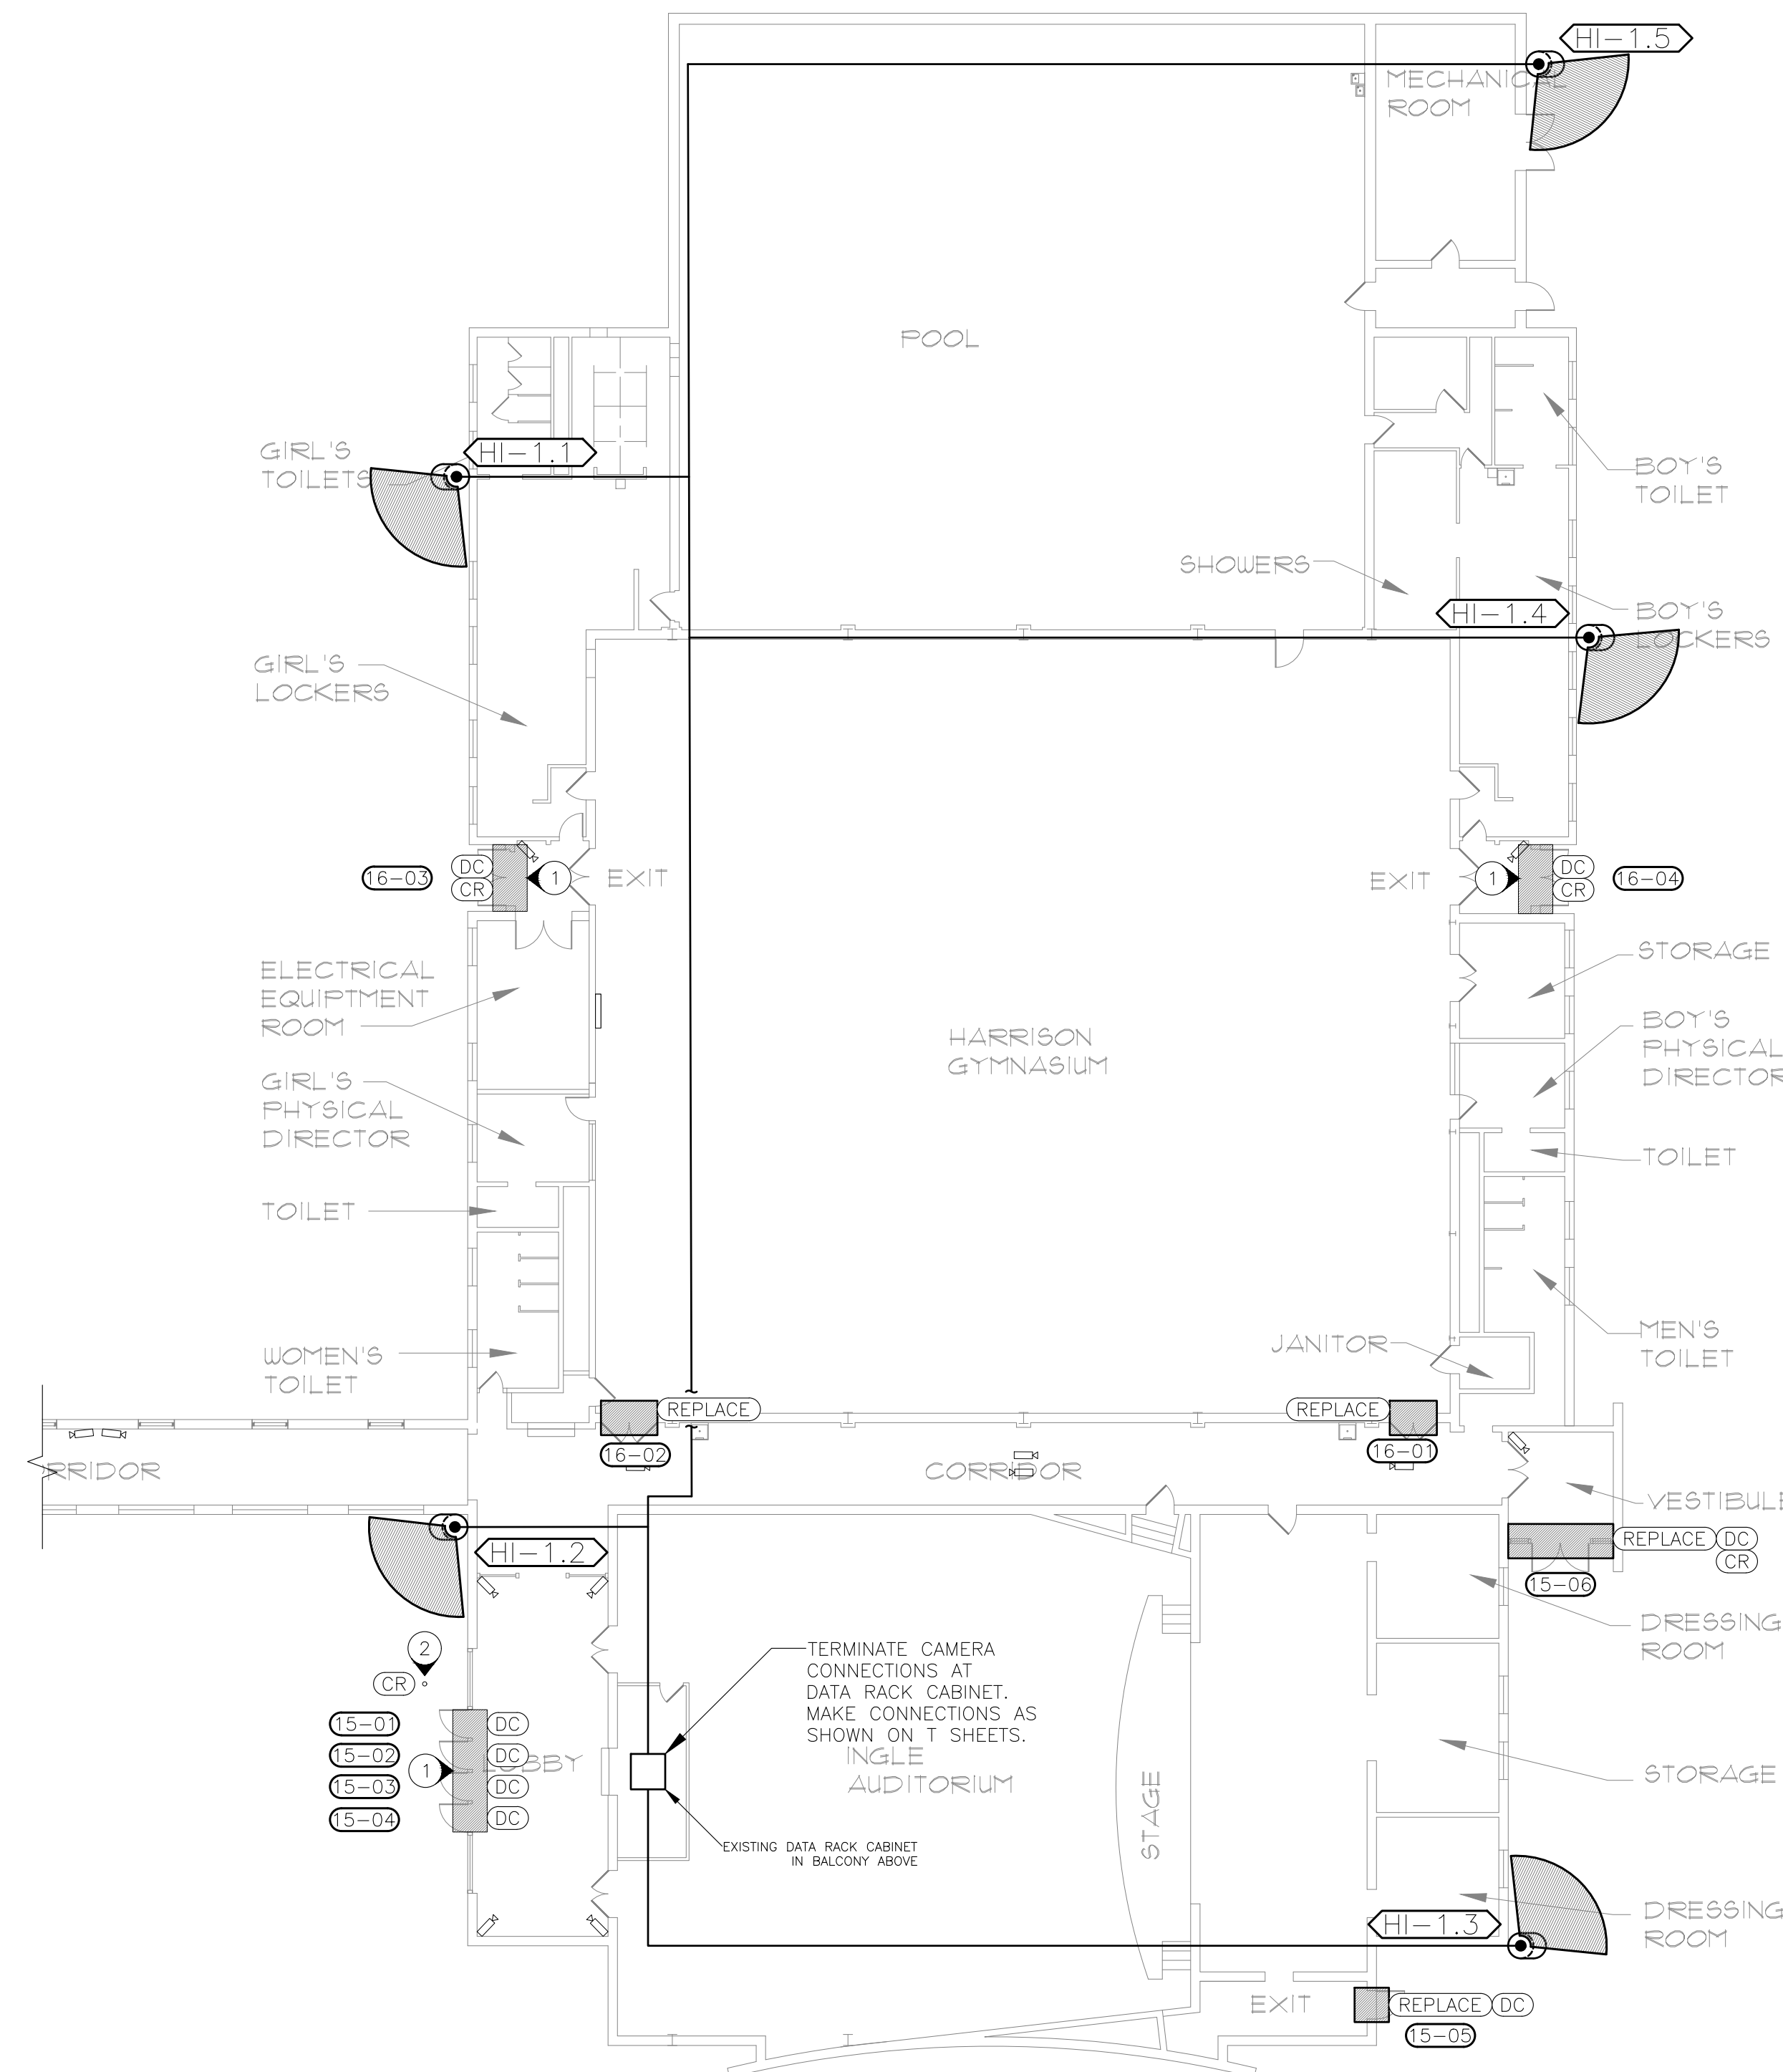 HI-1.5
MECHANICAL
ROOM
POOL
GIRL'S
TOILETS
HI-1.1
BOY'S
TOILET
SHOWERS
HI-1.4
BOY'S
LOCKERS
GIRL'S
LOCKERS
16-03
DC
CR
1
EXIT
EXIT
1
DC
CR
16-04
STORAGE
ELECTRICAL
EQUIPTMENT
ROOM
BOY'S
PHYSICAL
DIRECTOR
HARRISON
GYMNASIUM
GIRL'S
PHYSICAL
DIRECTOR
TOILET
TOILET
MEN'S
TOILET
JANITOR
WOMEN'S
TOILET
REPLACE
REPLACE
16-02
16-01
RRIDOR
CORRIDOR
VESTIBULE
REPLACE
DC
CR
15-06
HI-1.2
DRESSING
ROOM
2
CR
TERMINATE CAMERA
CONNECTIONS AT
DATA RACK CABINET.
MAKE CONNECTIONS AS
SHOWN ON T SHEETS.
15-01
DC
15-02
DC
1
LOBBY
15-03
DC
15-04
DC
INGLE
AUDITORIUM
STAGE
STORAGE
EXISTING DATA RACK CABINET
IN BALCONY ABOVE
HI-1.3
DRESSING
ROOM
EXIT
REPLACE
DC
15-05